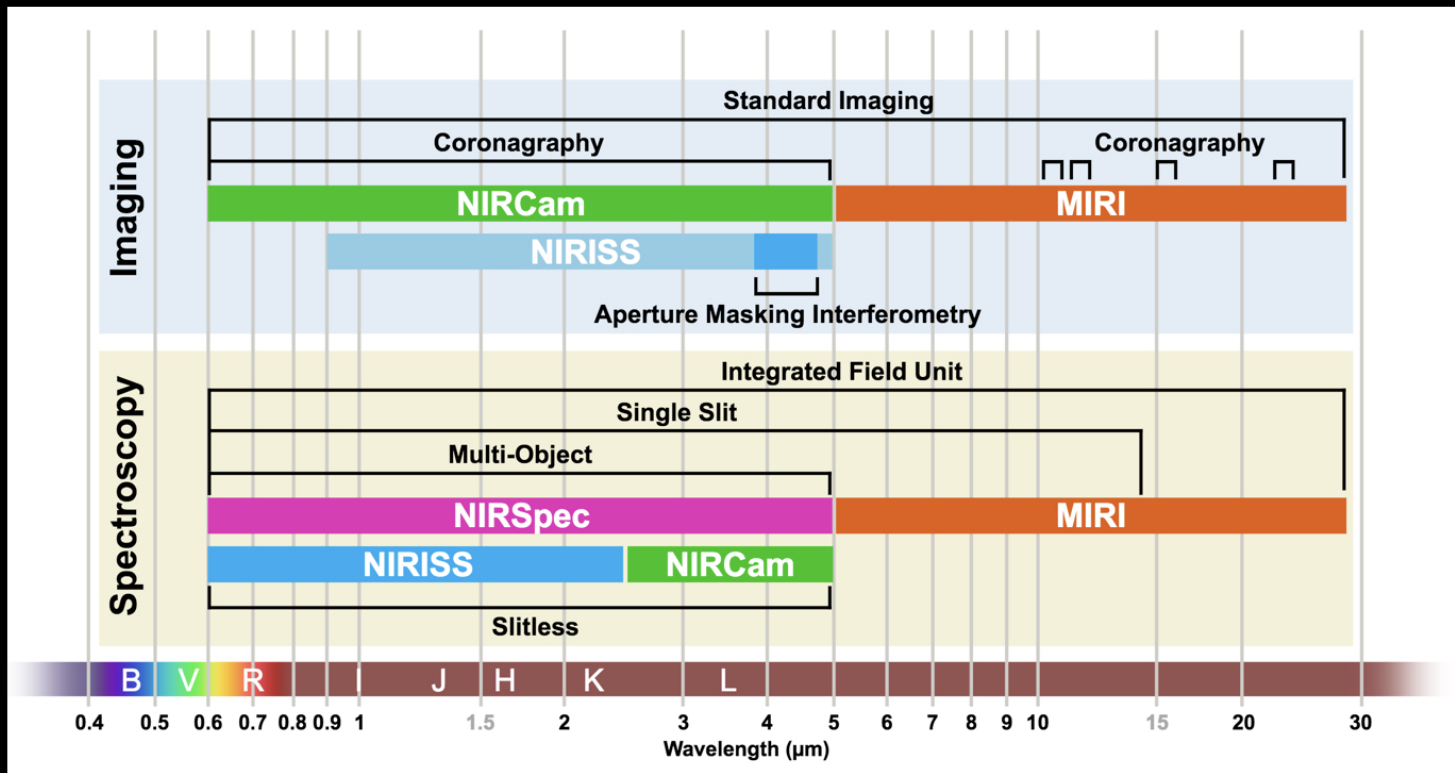 Imaging
Standard Imaging
Coronagraphy
Coronagraphy
NIRCam
MIRI
NIRISS
Aperture Masking Interferometry
Spectroscopy
Integrated Field Unit
Single Slit
Multi-Object
NIRSpec
MIRI
NIRISS
NIRCam
Slitless
B V R I J H K L
0.4 0.5 0.6 0.7 0.8 0.9 1 1.5 2 3 4 5 6 7 8 9 10 15 20 30
Wavelength (μm)